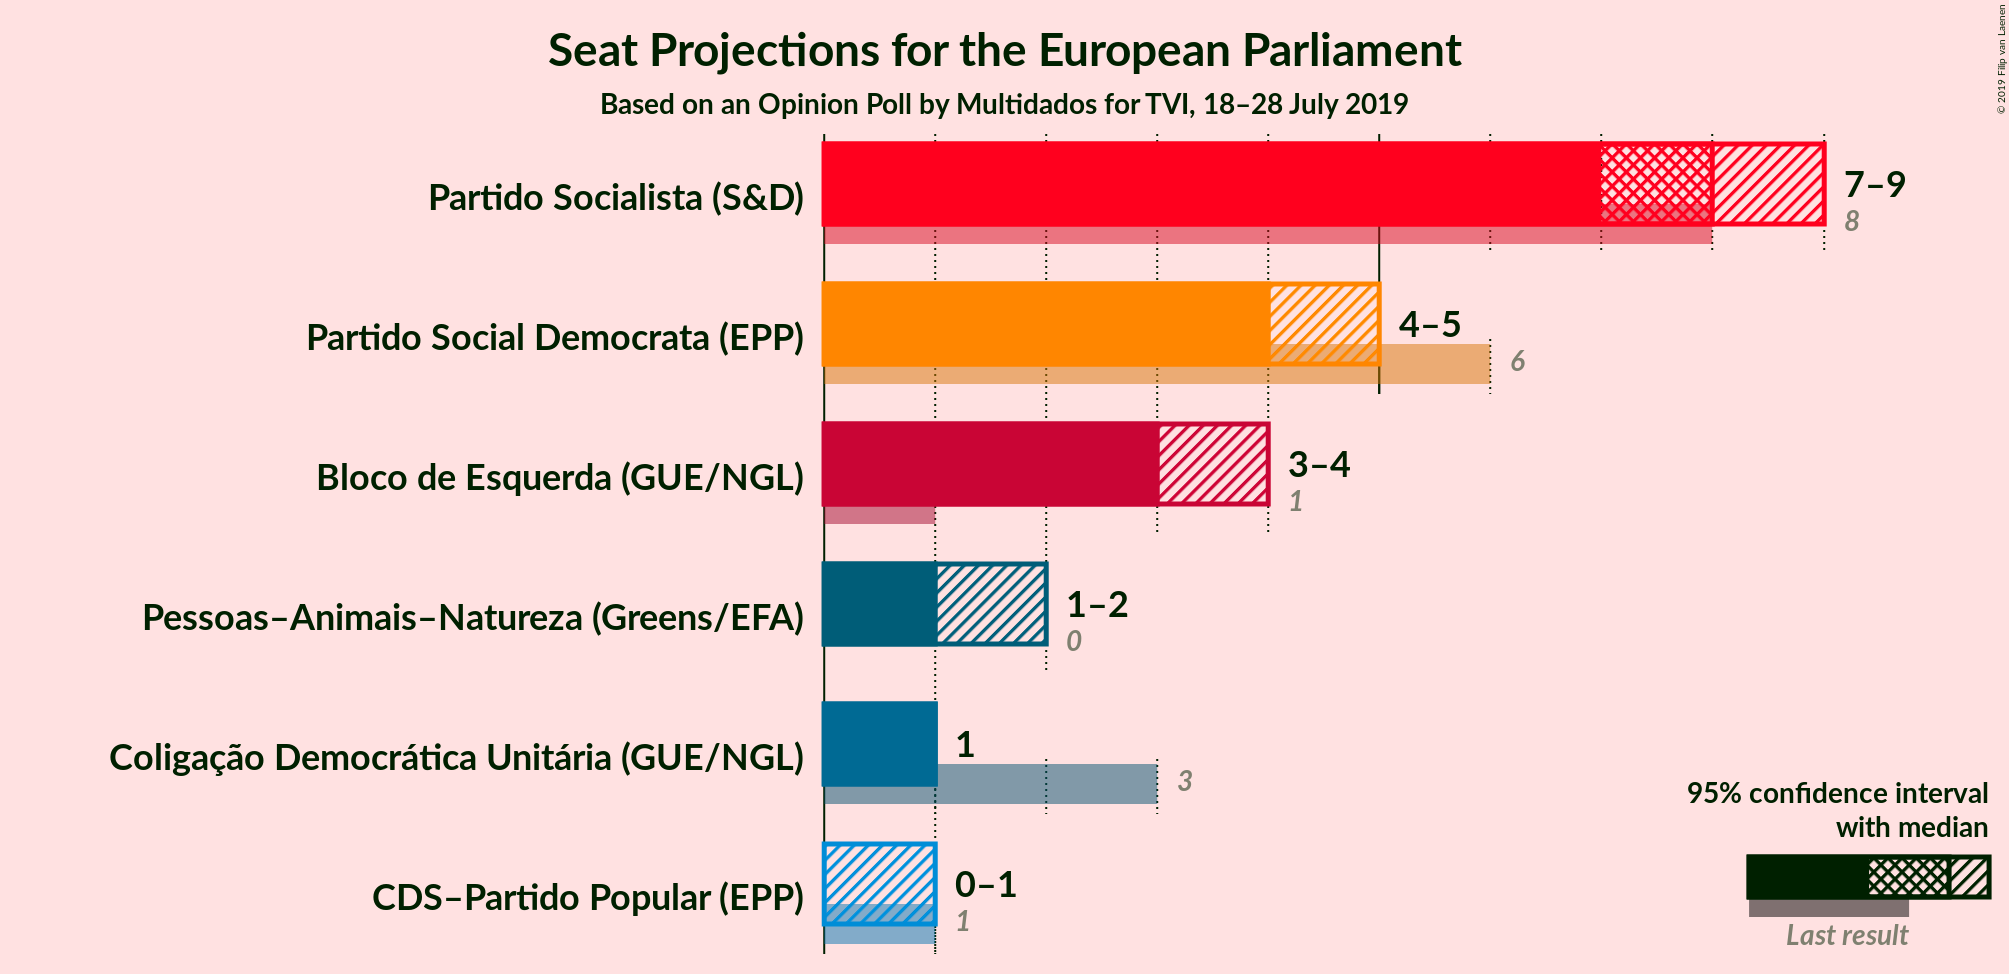 Seat Projections for the European Parliament
Based on an Opinion Poll by Multidados for TVI, 18–28 July 2019
© 2019 Filip van Laenen
Partido Socialista (S&D)
7–9
8
Partido Social Democrata (EPP)
4–5
6
Bloco de Esquerda (GUE/NGL)
3–4
1
Pessoas–Animais–Natureza (Greens/EFA)
1–2
0
Coligação Democrática Unitária (GUE/NGL)
1
3
CDS–Partido Popular (EPP)
0–1
1
95% confidence interval
with median
Last result